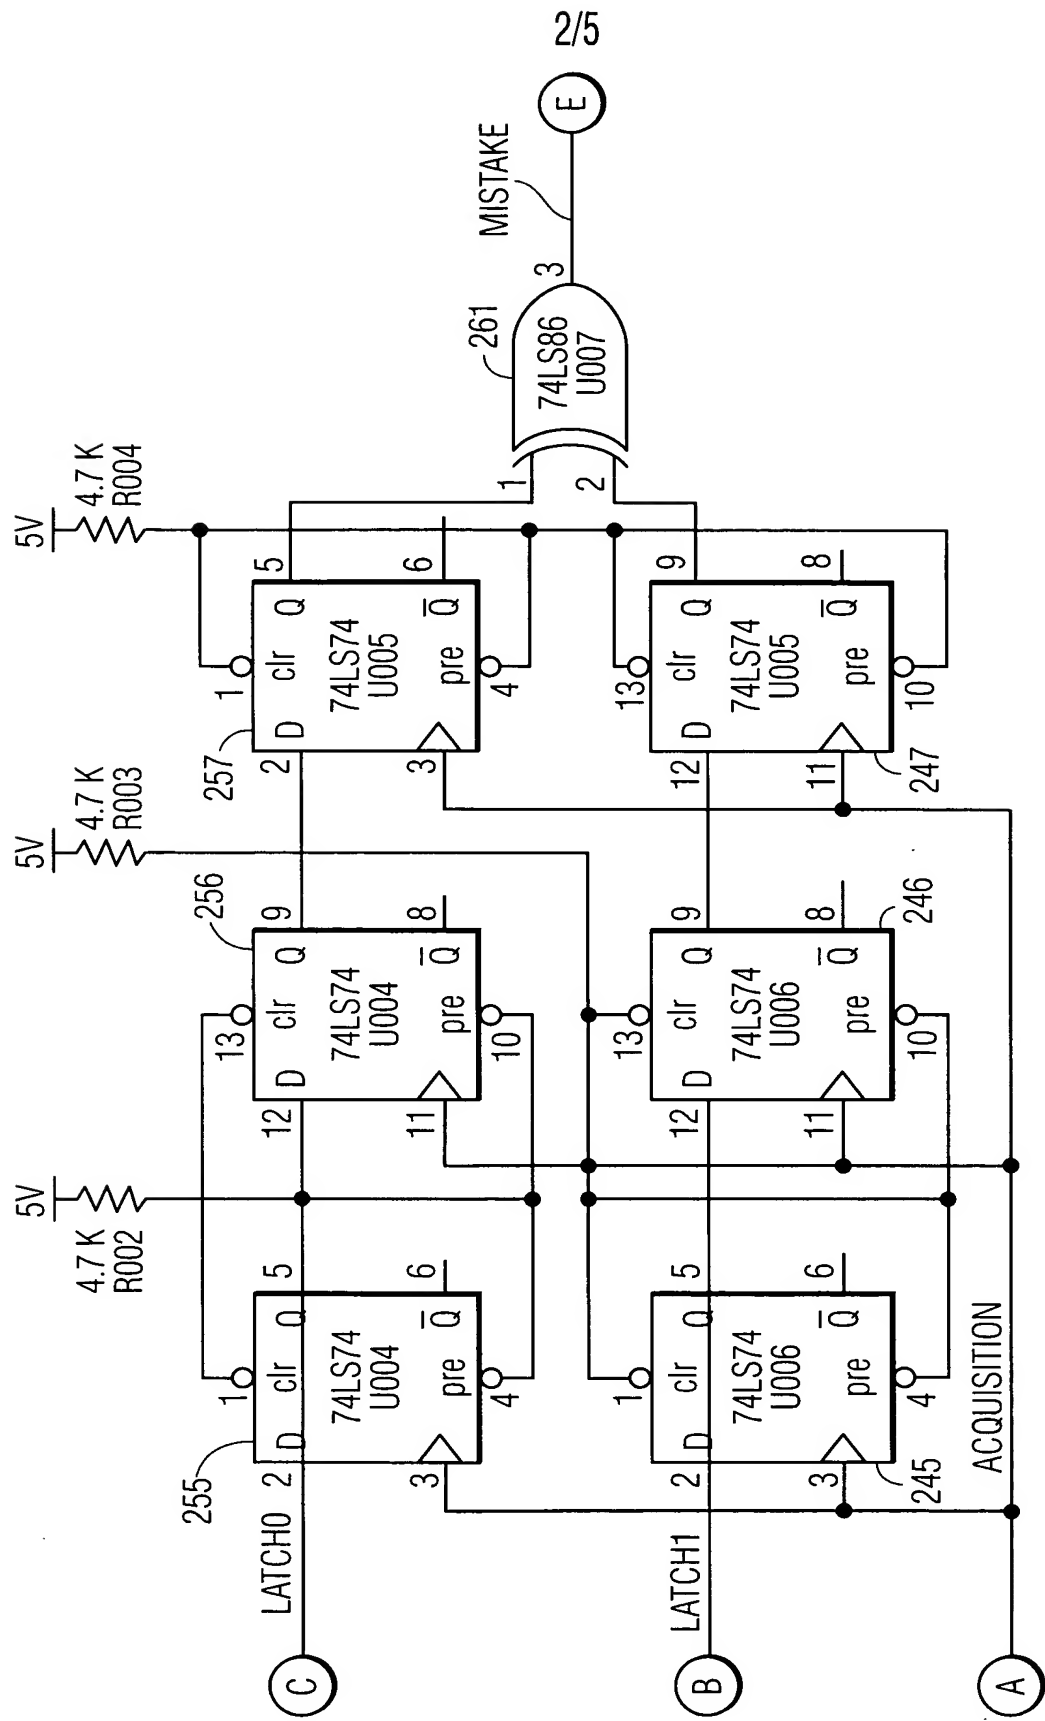 2/5
5V
4.7 K
R002
5V
4.7 K
R003
5V
4.7 K
R004
C
LATCH0
255
2
D
1
clr
Q
5
74LS74
U004
3
pre
4
Q̅
6
256
12
D
13
clr
Q
9
74LS74
U004
11
pre
10
Q̅
8
257
2
D
1
clr
Q
5
74LS74
U005
3
pre
4
Q̅
6
B
LATCH1
245
2
D
1
clr
Q
5
74LS74
U006
3
pre
4
Q̅
6
246
12
D
13
clr
Q
9
74LS74
U006
11
pre
10
Q̅
8
247
12
D
13
clr
Q
9
74LS74
U005
11
pre
10
Q̅
8
1
2
261
74LS86
U007
3
MISTAKE
E
A
ACQUISITION